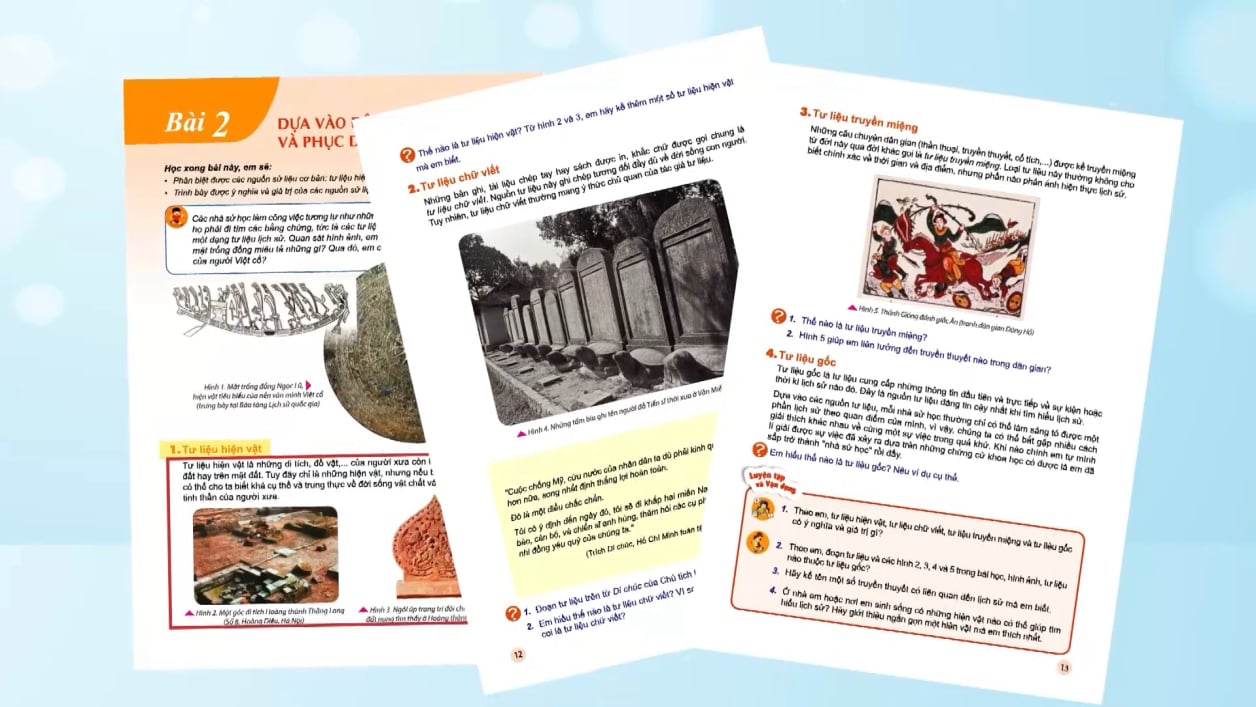 Bài 2
DỰA VÀO
VÀ PHỤC
Học xong bài này, em sẽ:
• Phân biệt được các nguồn sử liệu cơ bản: tư liệu
• Trình bày được ý nghĩa và giá trị của các nguồn sử
Các nhà sử học làm công việc tương tự như
họ phải đi tìm các bằng chứng, tức là các tư
một dạng tư liệu lịch sử. Quan sát hình ảnh, em
mặt trống đồng miêu tả những gì? Qua đó, em
của người Việt cổ?
Hình 1. Mặt trống đồng Ngọc Lũ,
hiện vật tiêu biểu của nền văn minh Việt cổ
(trưng bày tại Bảo tàng Lịch sử quốc gia)
1. Tư liệu hiện vật
Tư liệu hiện vật là những di tích, đồ vật,... của người xưa còn
đất hay trên mặt đất. Tuy đây chỉ là những hiện vật, nhưng nếu
có thể cho ta biết khá cụ thể và trung thực về đời sống vật chất
tinh thần của người xưa.
Hình 2. Một góc di tích Hoàng thành Thăng Long
(Số 8, Hoàng Diệu, Hà Nội)
Hình 3. Ngói úp trang trí đôi
đất nung tìm thấy ở Hoàng
Thế nào là tư liệu hiện vật? Từ hình 2 và 3, em hãy kể thêm một số tư liệu hiện vật
mà em biết.
2. Tư liệu chữ viết
Những bản ghi, tài liệu chép tay hay sách được in, khắc chữ được gọi chung là
tư liệu chữ viết. Nguồn tư liệu này ghi chép tương đối đầy đủ về đời sống con người.
Tuy nhiên, tư liệu chữ viết thường mang ý thức chủ quan của tác giả tư liệu.
Hình 4. Những tấm bia ghi tên người đỗ Tiến sĩ thời xưa ở Văn
"Cuộc chống Mỹ, cứu nước của nhân dân ta dù phải kinh
hơn nữa, song nhất định thắng lợi hoàn toàn.
Đó là một điều chắc chắn.
Tôi có ý định đến ngày đó, tôi sẽ đi khắp hai miền
bào, cán bộ, và chiến sĩ anh hùng, thăm hỏi các cụ
nhi đồng yêu quý của chúng ta."
(Trích Di chúc, Hồ Chí Minh toàn
1. Đoạn tư liệu trên từ Di chúc của Chủ tịch
2. Em hiểu thế nào là tư liệu chữ viết? Vì
coi là tư liệu chữ viết?
12
3. Tư liệu truyền miệng
Những câu chuyện dân gian (thần thoại, truyền thuyết, cổ tích,...) được kể truyền miệng
từ đời này qua đời khác gọi là tư liệu truyền miệng. Loại tư liệu này thường không cho
biết chính xác về thời gian và địa điểm, nhưng phần nào phản ánh hiện thực lịch sử.
Hình 5. Thánh Gióng đánh giặc Ân (tranh dân gian Đông Hồ)
1. Thế nào là tư liệu truyền miệng?
2. Hình 5 giúp em liên tưởng đến truyền thuyết nào trong dân gian?
4. Tư liệu gốc
Tư liệu gốc là tư liệu cung cấp những thông tin đầu tiên và trực tiếp về sự kiện hoặc
thời kì lịch sử nào đó. Đây là nguồn tư liệu đáng tin cậy nhất khi tìm hiểu lịch sử.
Dựa vào các nguồn tư liệu, mỗi nhà sử học thường chỉ có thể làm sáng tỏ được một
phần lịch sử theo quan điểm của mình, vì vậy, chúng ta có thể bắt gặp nhiều cách
giải thích khác nhau về cùng một sự việc trong quá khứ. Khi nào chính em tự mình
lí giải được sự việc đã xảy ra dựa trên những chứng cứ khoa học có được là em đã
sắp trở thành "nhà sử học" rồi đấy.
Em hiểu thế nào là tư liệu gốc? Nêu ví dụ cụ thể.
Luyện tập
và Vận dụng
1. Theo em, tư liệu hiện vật, tư liệu chữ viết, tư liệu truyền miệng và tư liệu gốc
có ý nghĩa và giá trị gì?
2. Theo em, đoạn tư liệu và các hình 2, 3, 4 và 5 trong bài học, hình ảnh, tư liệu
nào thuộc tư liệu gốc?
3. Hãy kể tên một số truyền thuyết có liên quan đến lịch sử mà em biết.
4. Ở nhà em hoặc nơi em sinh sống có những hiện vật nào có thể giúp tìm
hiểu lịch sử? Hãy giới thiệu ngắn gọn một hiện vật mà em thích nhất.
13